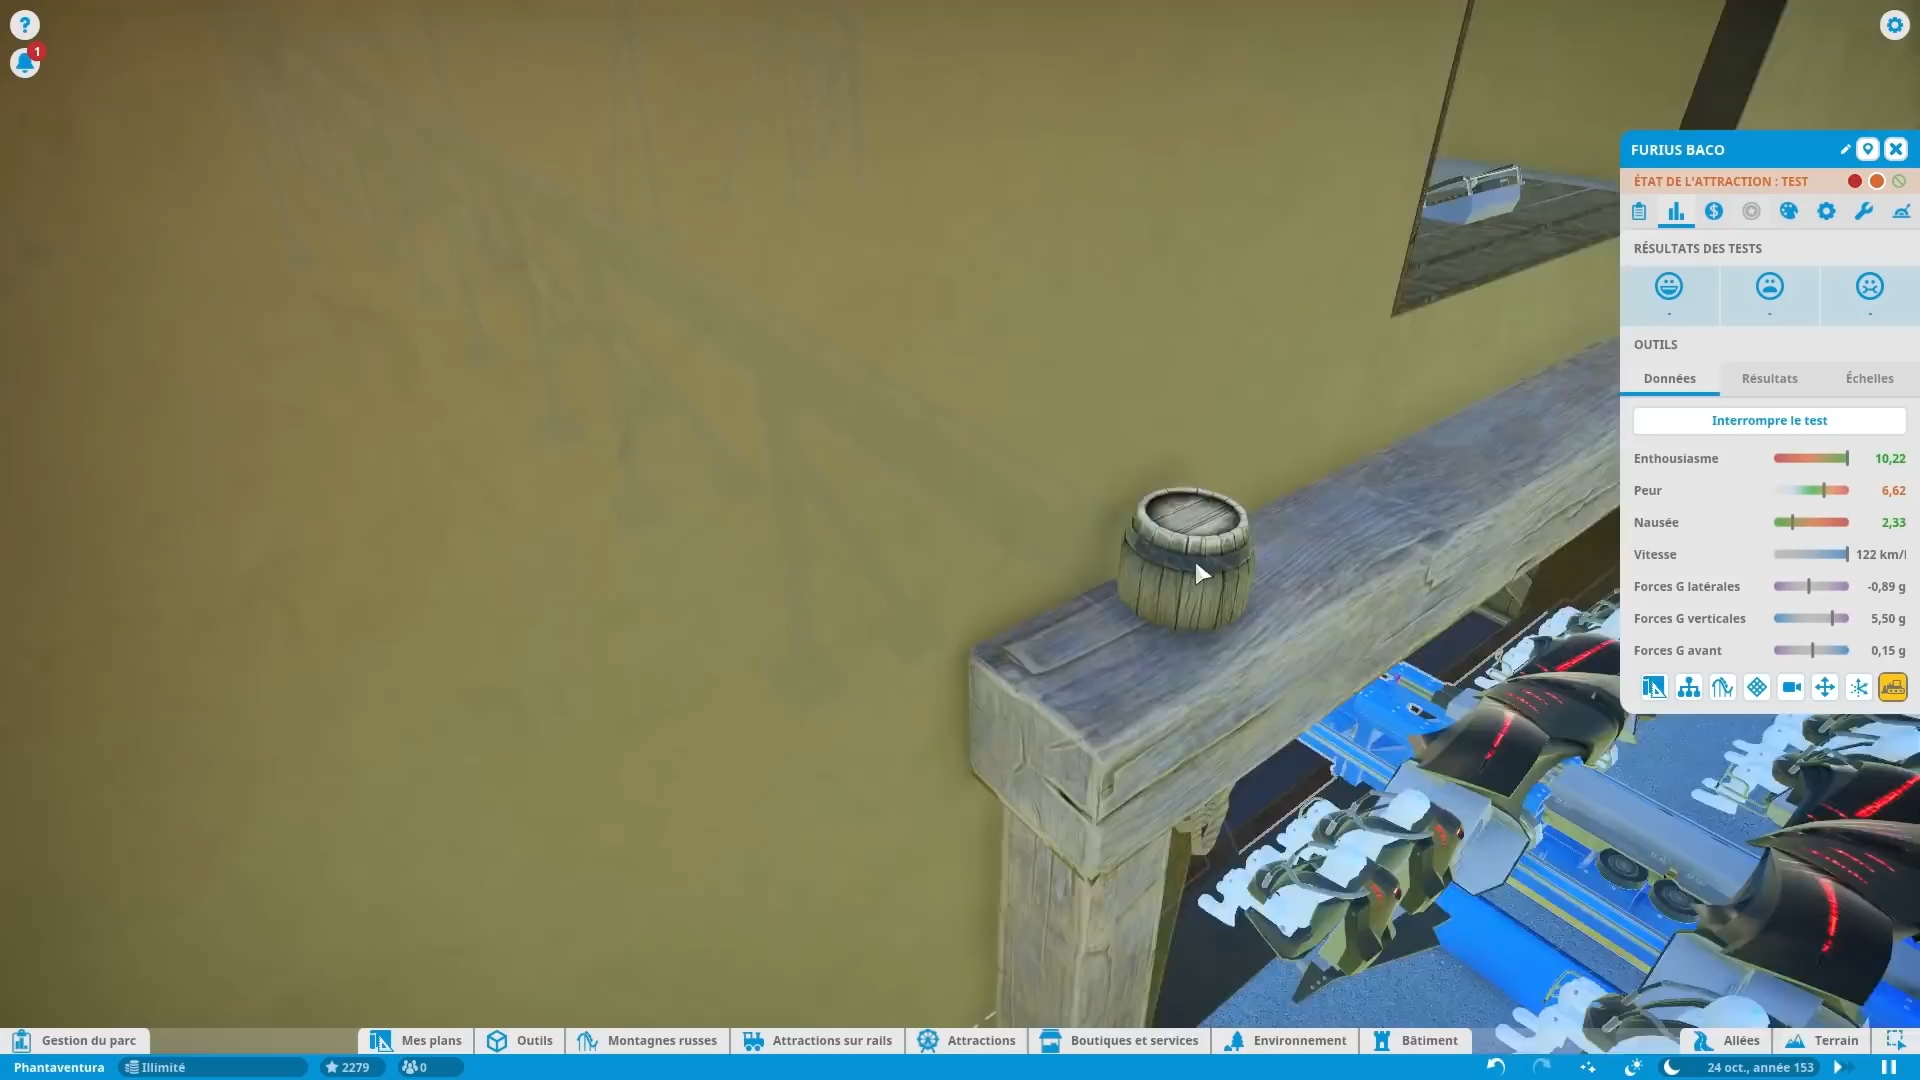 ?
1
FURIUS BACO
ÉTAT DE L'ATTRACTION : TEST
RÉSULTATS DES TESTS
- - -
OUTILS
Données Résultats Échelles
Interrompre le test
Enthousiasme 10,22
Peur 6,62
Nausée 2,33
Vitesse 122 km/
Forces G latérales -0,89 g
Forces G verticales 5,50 g
Forces G avant 0,15 g
Gestion du parc Mes plans Outils Montagnes russes Attractions sur rails Attractions Boutiques et services Environnement Bâtiment Allées Terrain
Phantaventura Illimité 2279 0 24 oct., année 153